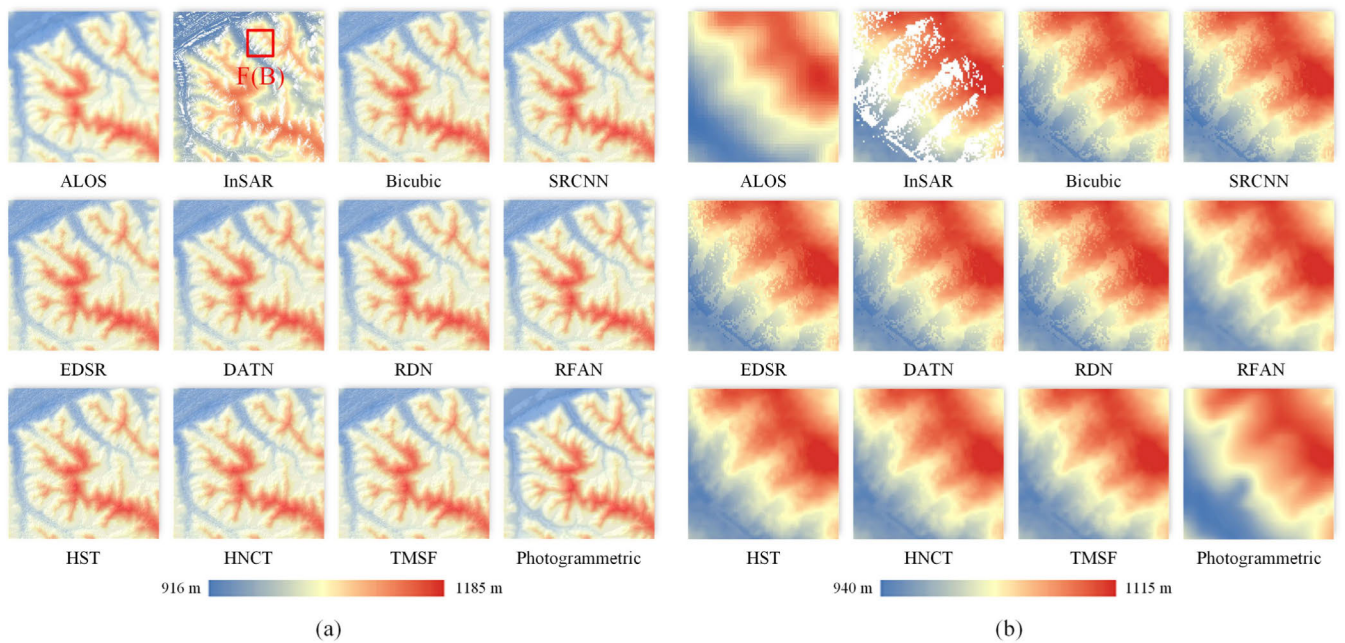 F(B)
ALOS InSAR Bicubic SRCNN
EDSR DATN RDN RFAN
HST HNCT TMSF Photogrammetric
916 m 1185 m
(a)
ALOS InSAR Bicubic SRCNN
EDSR DATN RDN RFAN
HST HNCT TMSF Photogrammetric
940 m 1115 m
(b)